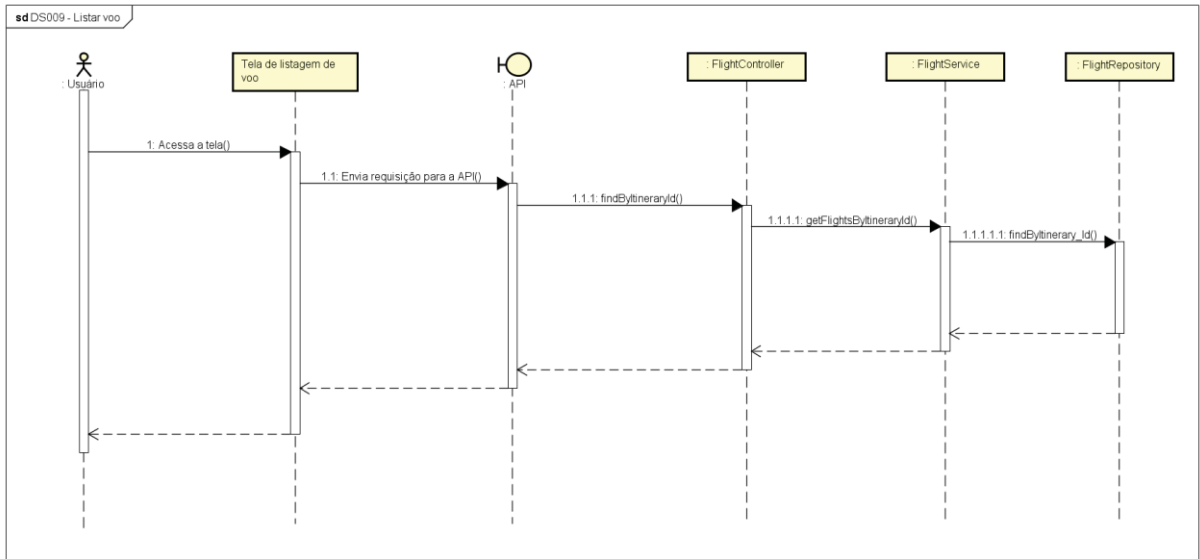 sd DS009 - Listar voo
: Usuário
Tela de listagem de
voo
: API
: FlightController
: FlightService
: FlightRepository
1: Acessa a tela()
1.1: Envia requisição para a API()
1.1.1: findByItineraryId()
1.1.1.1: getFlightsByItineraryId()
1.1.1.1.1: findByItinerary_Id()